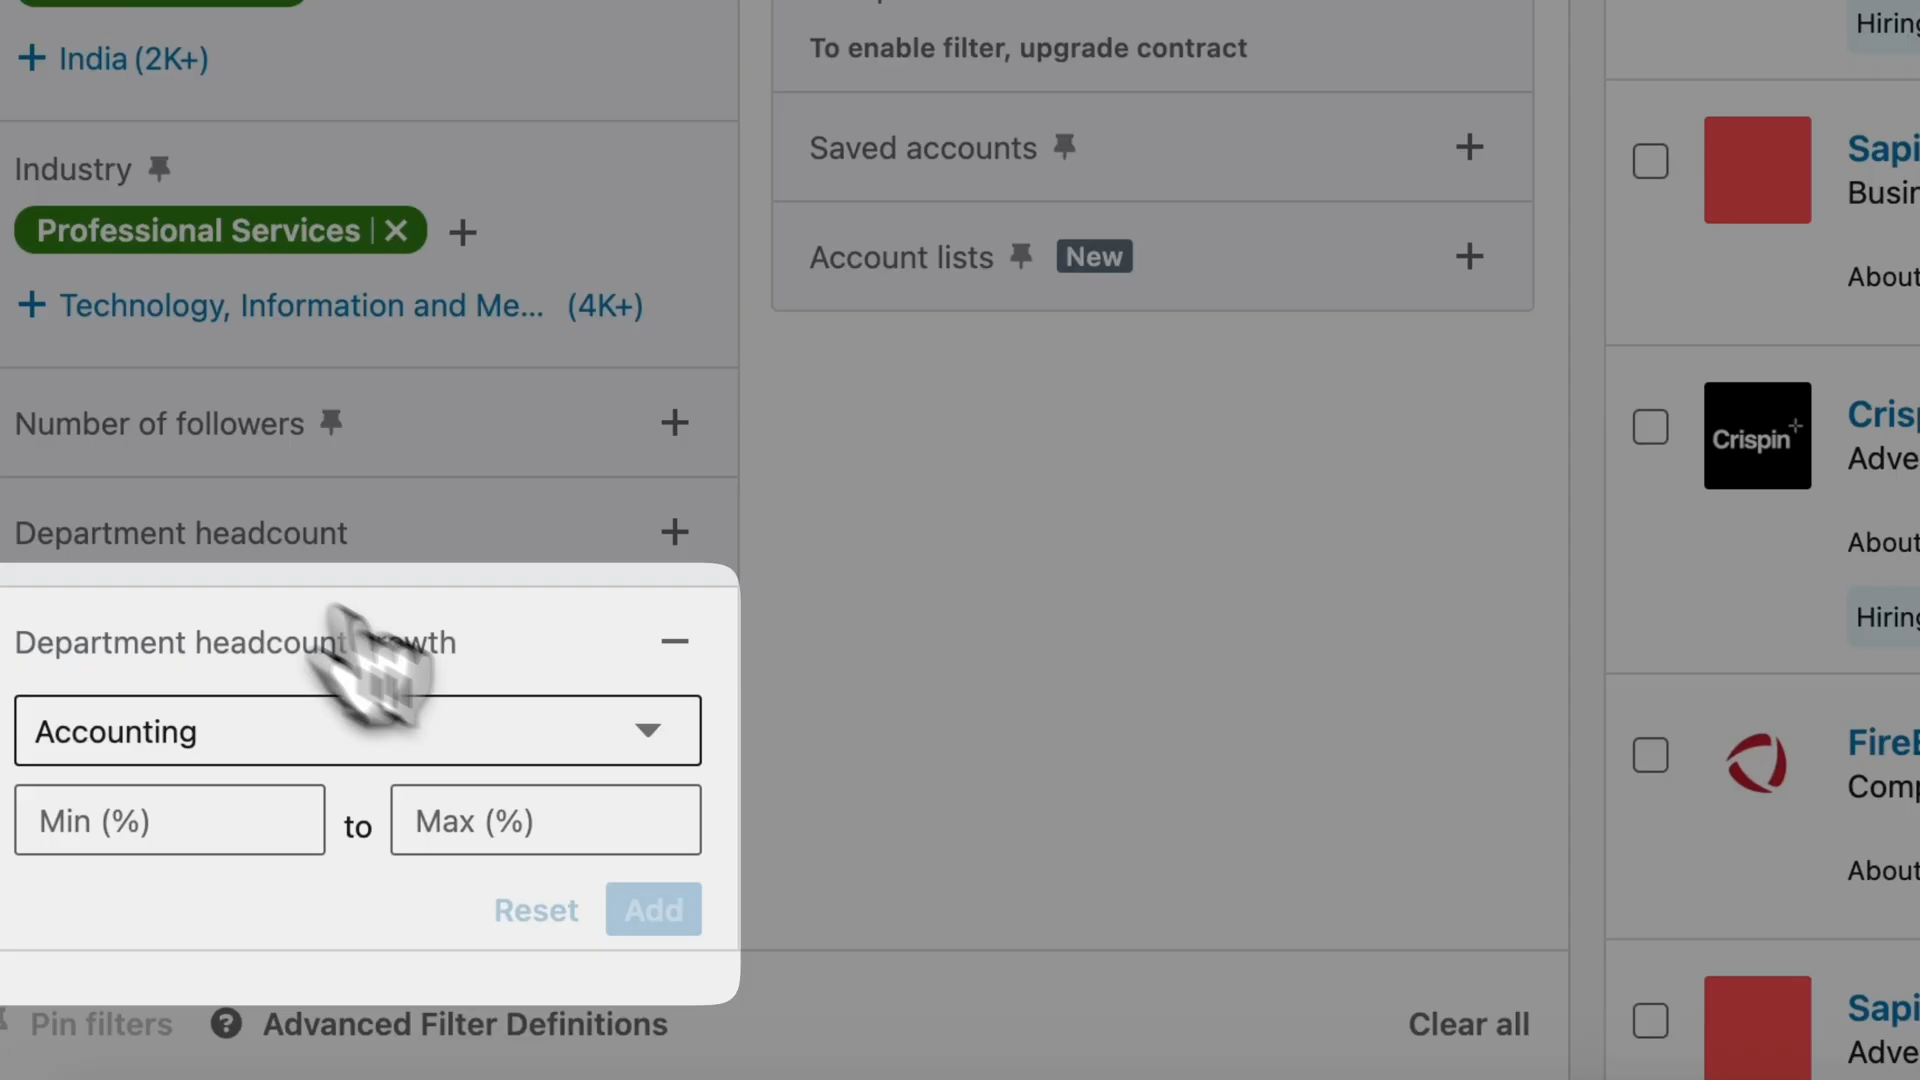 India (2K+)
Industry
Professional Services
Technology, Information and Me... (4K+)
Number of followers
Department headcount
Department headcount
Accounting
Min (%) to Max (%)
Reset Add
Pin filters
Advanced Filter Definitions
Clear all
To enable filter, upgrade contract
Saved accounts
Account lists New
Hiring
Sapi
Busin
About
Crispin
Crisp
Adve
About
Hiring
Fire
Comp
About
Sapi
Adve